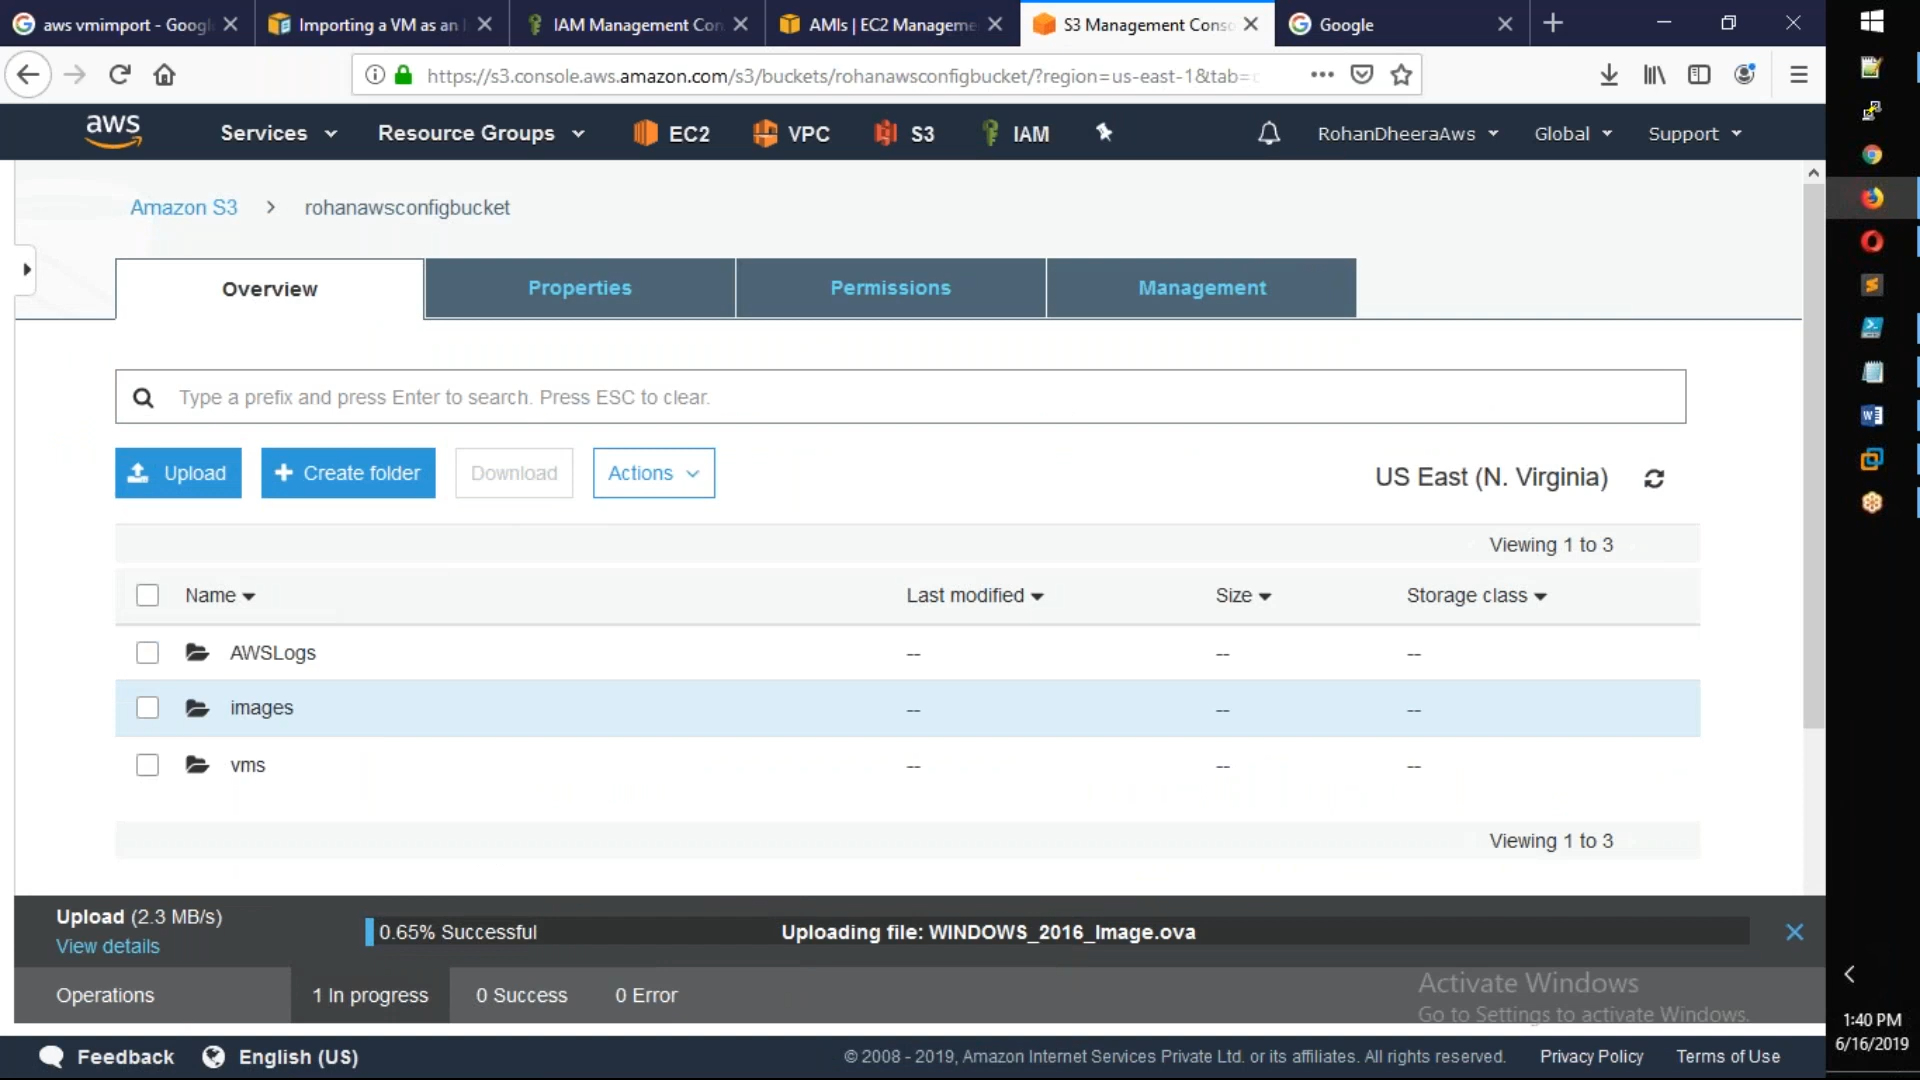 aws vmimport - Googl
Importing a VM as an
IAM Management Con
AMIs | EC2 Manageme
S3 Management Conso
Google
https://s3.console.aws.amazon.com/s3/buckets/rohanawsconfigbucket/?region=us-east-1&tab=
aws
Services
Resource Groups
EC2
VPC
S3
IAM
RohanDheeraAws
Global
Support
Amazon S3 > rohanawsconfigbucket
Overview
Properties
Permissions
Management
Type a prefix and press Enter to search. Press ESC to clear.
Upload
+ Create folder
Download
Actions
US East (N. Virginia)
Viewing 1 to 3
Name
Last modified
Size
Storage class
AWSLogs -- -- --
images -- -- --
vms -- -- --
Viewing 1 to 3
Upload (2.3 MB/s)
View details
0.65% Successful
Uploading file: WINDOWS_2016_Image.ova
Operations
1 In progress
0 Success
0 Error
Activate Windows
Go to Settings to activate Windows.
1:40 PM
6/16/2019
Feedback
English (US)
© 2008 - 2019, Amazon Internet Services Private Ltd. or its affiliates. All rights reserved.
Privacy Policy
Terms of Use